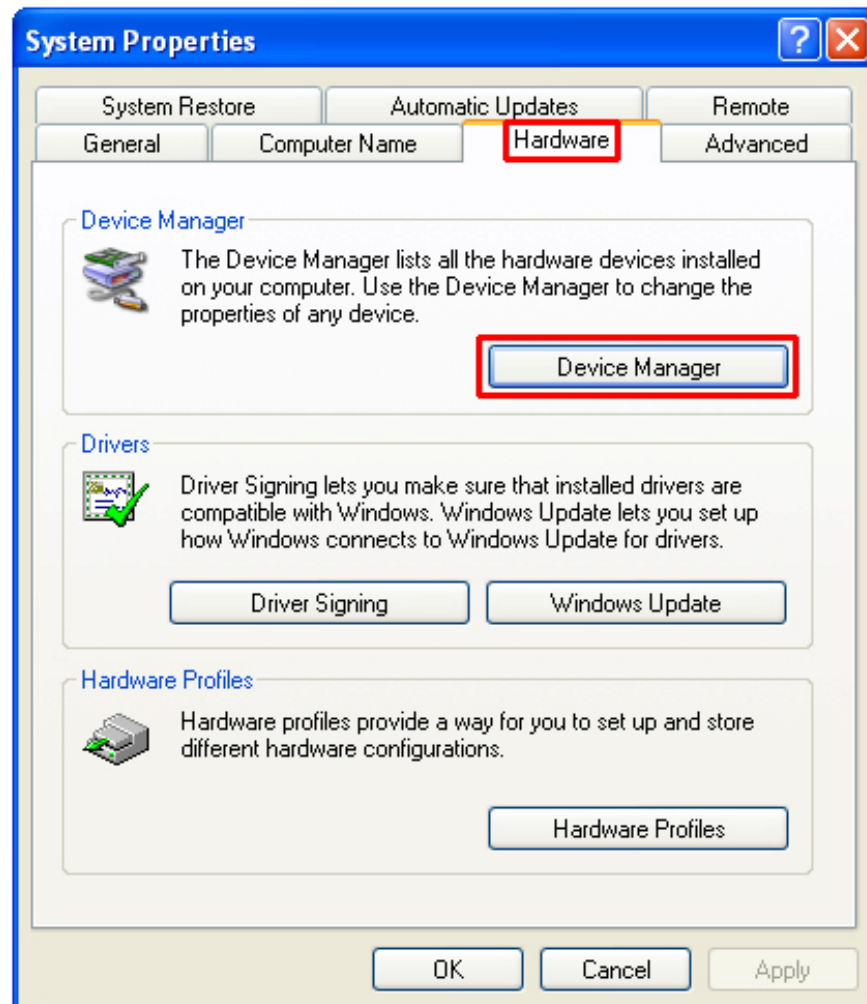 System Properties
System Restore Automatic Updates Remote
General Computer Name Hardware Advanced
Device Manager
The Device Manager lists all the hardware devices installed
on your computer. Use the Device Manager to change the
properties of any device.
Device Manager
Drivers
Driver Signing lets you make sure that installed drivers are
compatible with Windows. Windows Update lets you set up
how Windows connects to Windows Update for drivers.
Driver Signing Windows Update
Hardware Profiles
Hardware profiles provide a way for you to set up and store
different hardware configurations.
Hardware Profiles
OK Cancel Apply